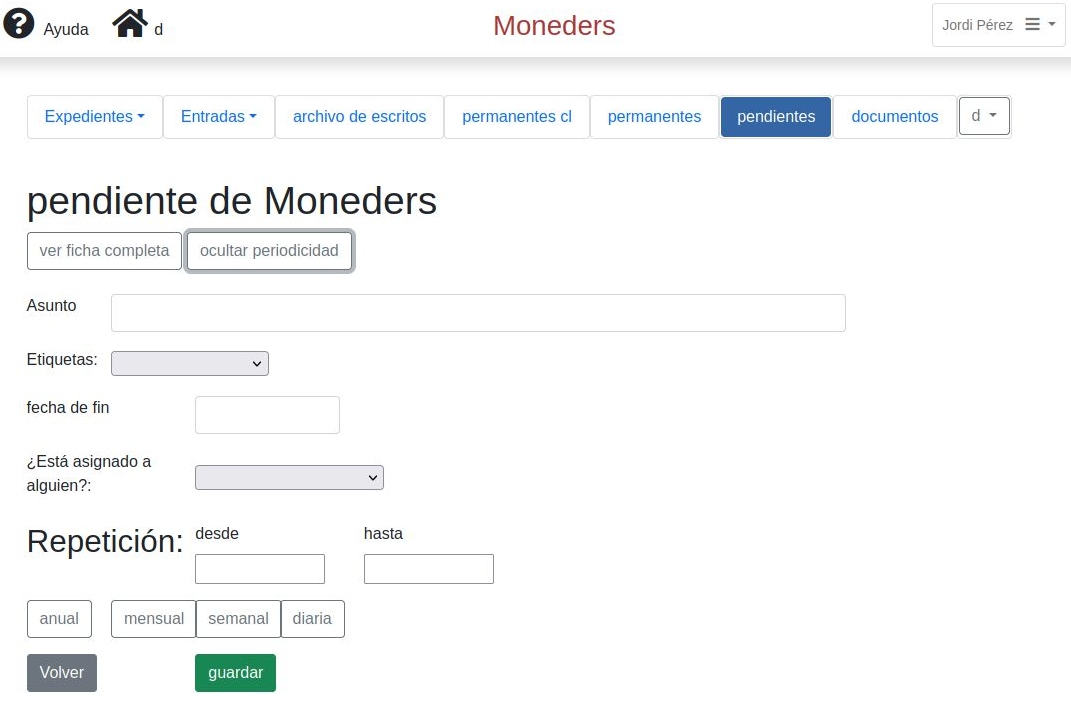 Ayuda d Moneders Jordi Pérez
Expedientes Entradas archivo de escritos permanentes cl permanentes pendientes documentos d
pendiente de Moneders
ver ficha completa ocultar periodicidad
Asunto
Etiquetas:
fecha de fin
¿Está asignado a
alguien?:
Repetición: desde hasta
anual mensual semanal diaria
Volver guardar